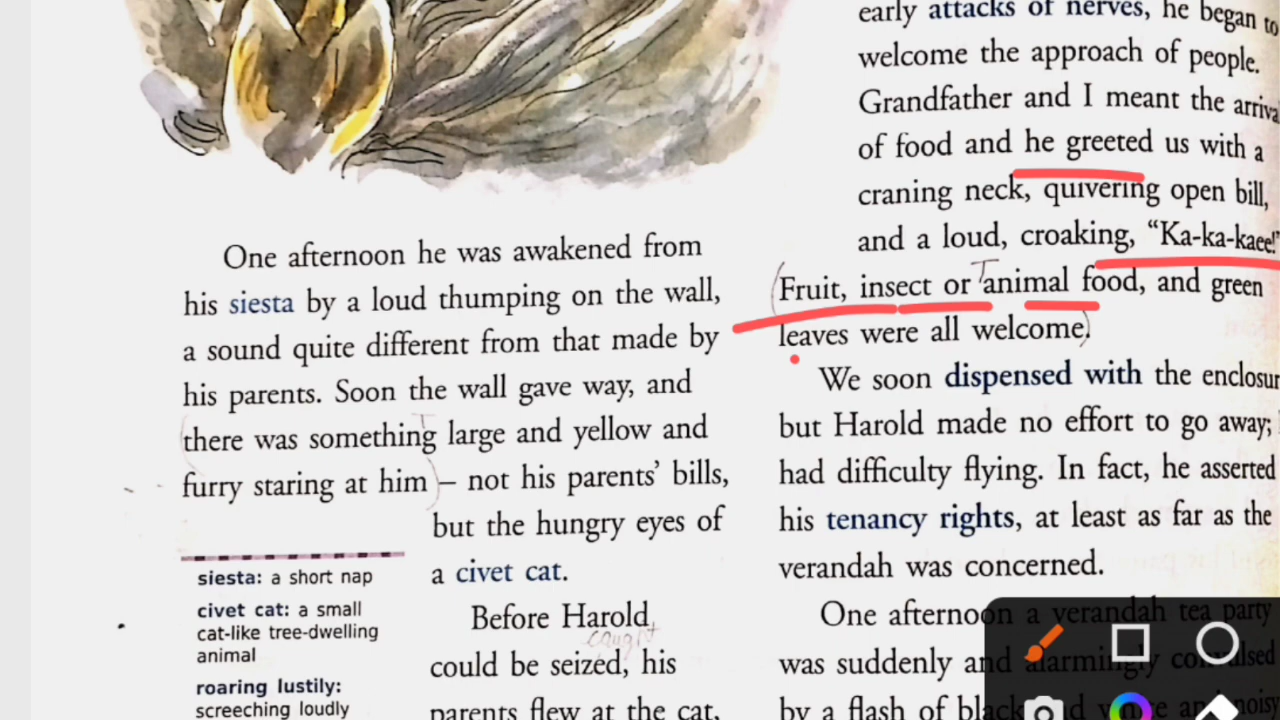 One afternoon he was awakened from
his siesta by a loud thumping on the wall,
a sound quite different from that made by
his parents. Soon the wall gave way, and
there was something large and yellow and
furry staring at him – not his parents' bills,
but the hungry eyes of
a civet cat.
Before Harold
caught
could be seized, his
parents flew at the cat,
siesta: a short nap
civet cat: a small
cat-like tree-dwelling
animal
roaring lustily:
screeching loudly
early attacks of nerves, he began to
welcome the approach of people.
Grandfather and I meant the
of food and he greeted us with a
craning neck, quivering open bill,
and a loud, croaking, "Ka-ka-kaee!"
Fruit, insect or animal food, and green
leaves were all welcome.
We soon dispensed with the
but Harold made no effort to go away;
had difficulty flying. In fact, he asserted
his tenancy rights, at least as far as the
verandah was concerned.
One afternoon a verandah tea party
was suddenly and alarmingly
by a flash of